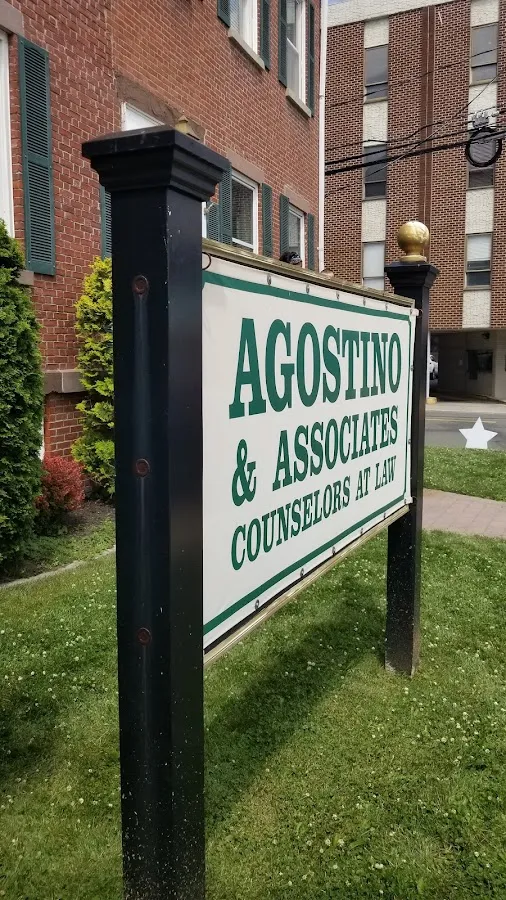 AGOSTINO
& ASSOCIATES
COUNSELORS AT LAW